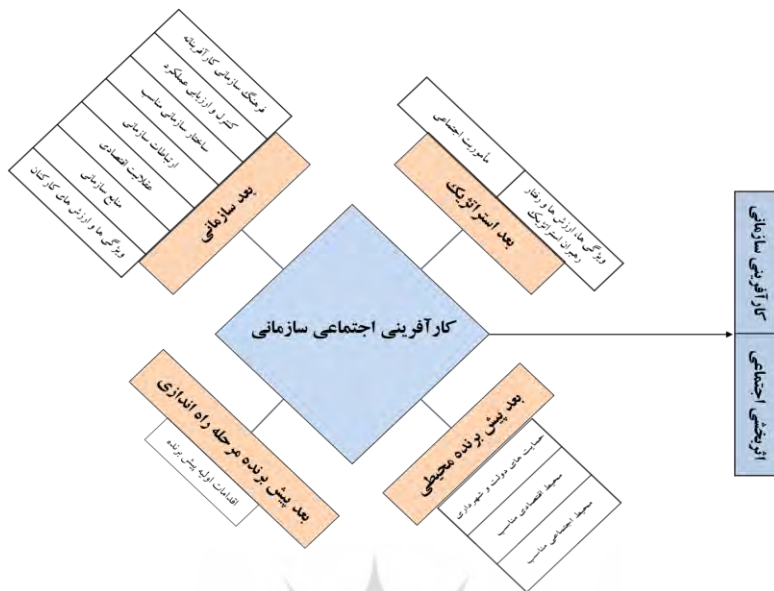 فرهنگ سازمانی کارآفرینانه
کنترل و ارزیابی عملکرد
ساختار سازمانی مناسب
ارتباطات سازمانی
عقلانیت اقتصادی
منابع سازمانی
ویژگی ها و ارزش های کارکنان
بعد سازمانی
مأموریت اجتماعی
ویژگی ها، ارزش ها و رفتار
رهبران استراتژیک
بعد استراتژیک
کارآفرینی اجتماعی سازمانی
کارآفرینی سازمانی
اثربخشی اجتماعی
بعد پیش برنده محیطی
حمایت های دولت و شهرداری
محیط اقتصادی مناسب
محیط اجتماعی مناسب
بعد پیش برنده مرحله راه اندازی
اقدامات اولیه پیش برنده